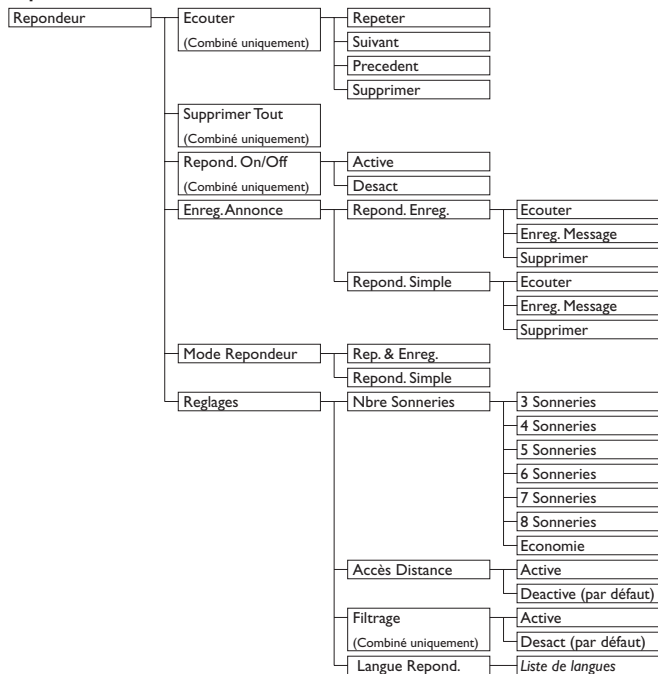 Repondeur
Ecouter
(Combiné uniquement)
Repeter
Suivant
Precedent
Supprimer
Supprimer Tout
(Combiné uniquement)
Repond. On/Off
(Combiné uniquement)
Active
Desact
Enreg. Annonce
Repond. Enreg.
Ecouter
Enreg. Message
Supprimer
Repond. Simple
Ecouter
Enreg. Message
Supprimer
Mode Repondeur
Rep. & Enreg.
Repond. Simple
Reglages
Nbre Sonneries
3 Sonneries
4 Sonneries
5 Sonneries
6 Sonneries
7 Sonneries
8 Sonneries
Economie
Accès Distance
Active
Deactive (par défaut)
Filtrage
(Combiné uniquement)
Active
Desact (par défaut)
Langue Repond.
Liste de langues